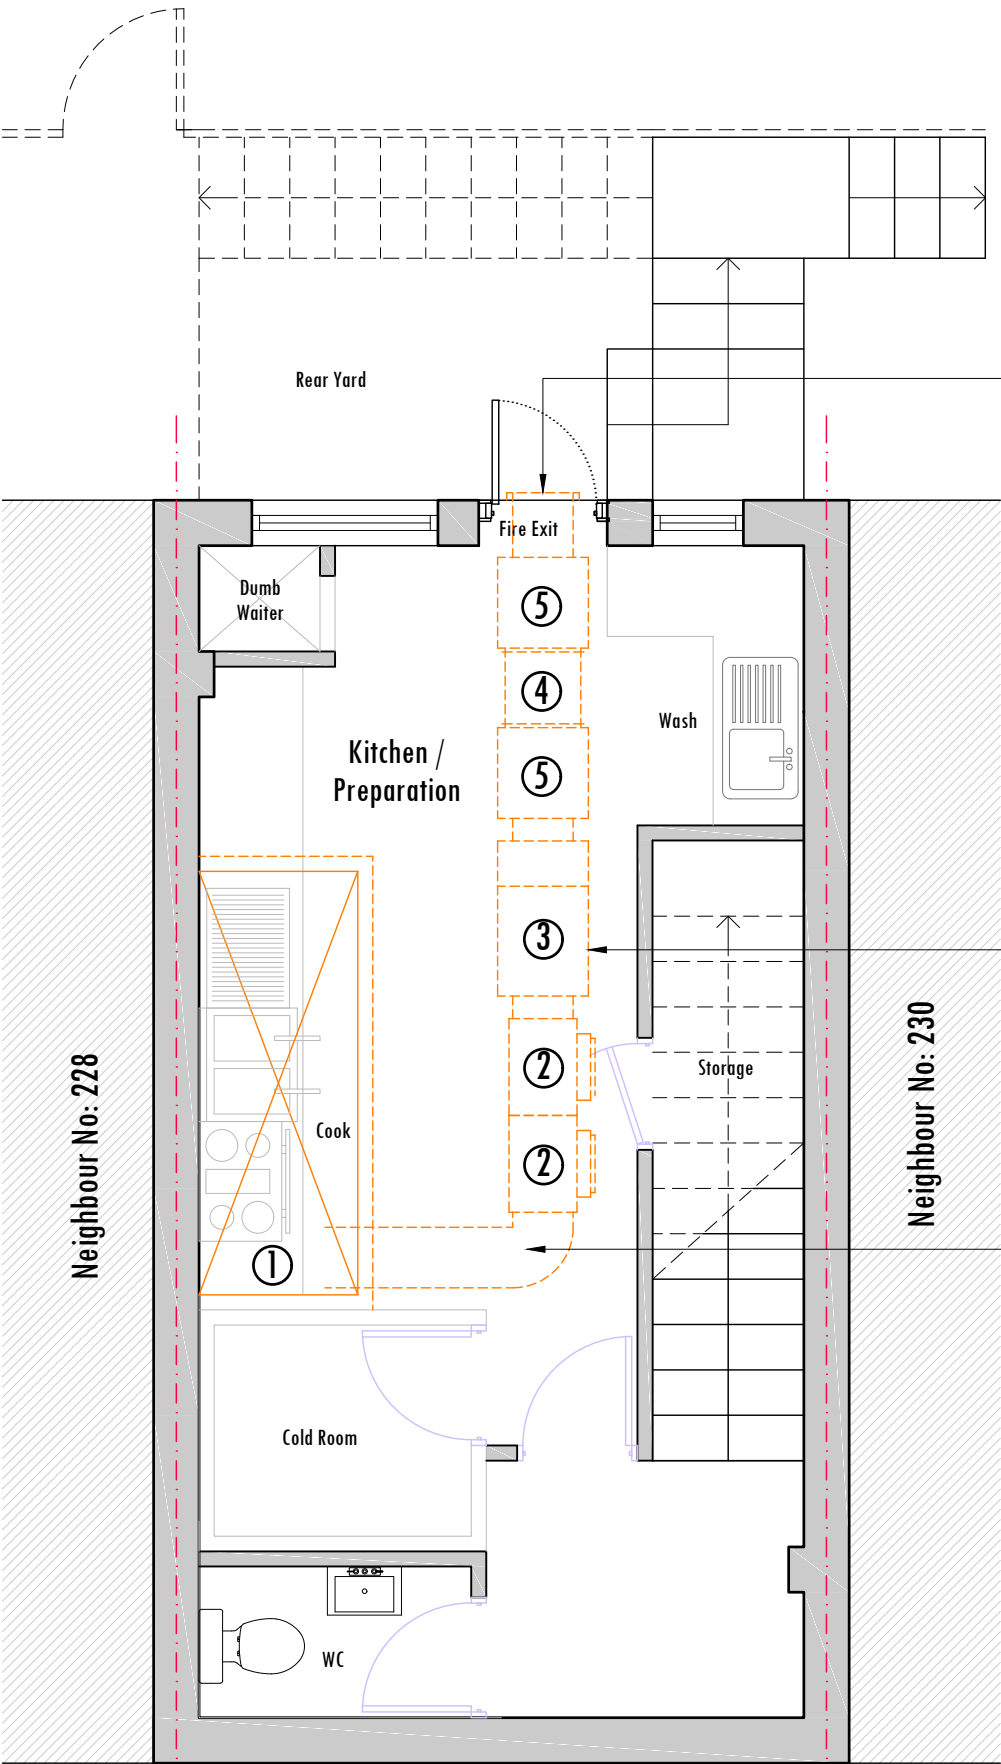 Rear Yard
Fire Exit
Dumb
Waiter
5
4
Wash
Kitchen /
Preparation
5
3
Neighbour No: 228
Neighbour No: 230
2
Storage
Cook
2
1
Cold Room
WC